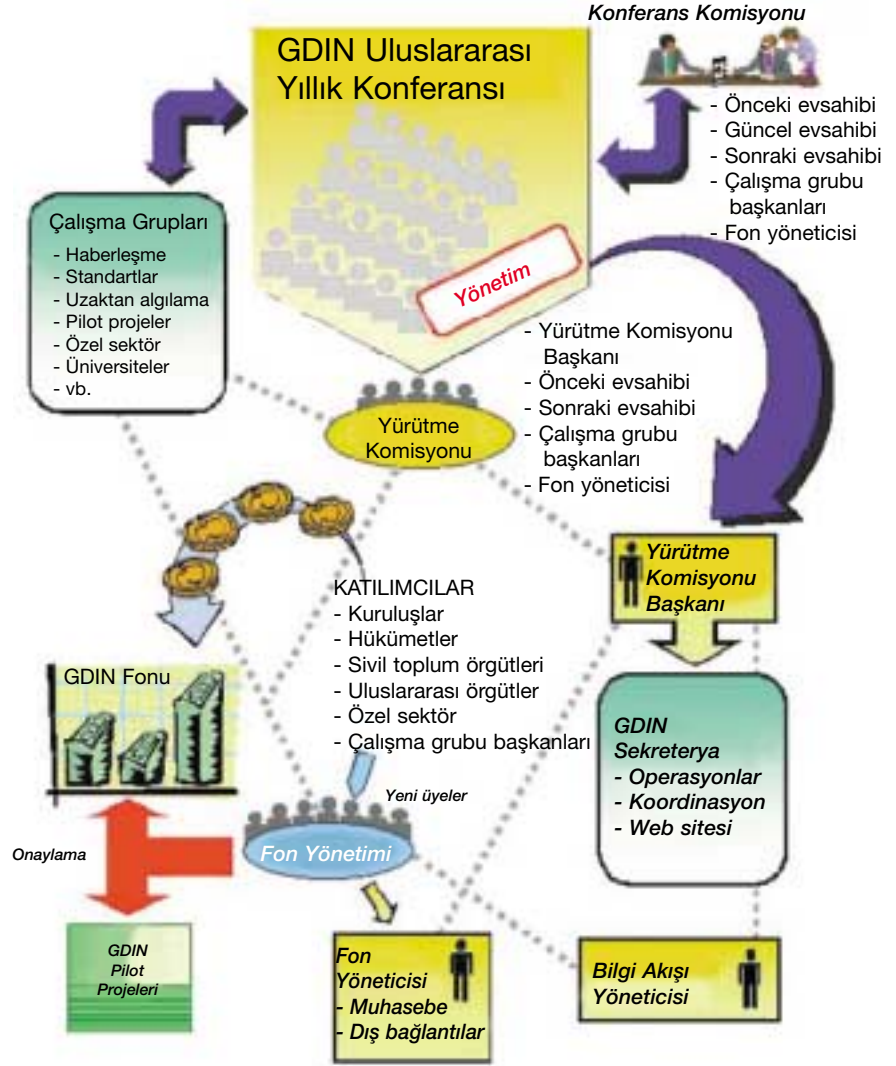 Konferans Komisyonu
GDIN Uluslararası
Yıllık Konferansı
- Önceki evsahibi
- Güncel evsahibi
- Sonraki evsahibi
- Çalışma grubu
başkanları
- Fon yöneticisi
Çalışma Grupları
- Haberleşme
- Standartlar
- Uzaktan algılama
- Pilot projeler
- Özel sektör
- Üniversiteler
- vb.
Yönetim
- Yürütme Komisyonu
Başkanı
- Önceki evsahibi
- Sonraki evsahibi
- Çalışma grubu
başkanları
- Fon yöneticisi
Yürütme
Komisyonu
Yürütme
Komisyonu
Başkanı
KATILIMCILAR
- Kuruluşlar
- Hükümetler
- Sivil toplum örgütleri
- Uluslararası örgütler
- Özel sektör
- Çalışma grubu başkanları
GDIN Fonu
GDIN
Sekreterya
- Operasyonlar
- Koordinasyon
- Web sitesi
Yeni üyeler
Onaylama
Fon Yönetimi
GDIN
Pilot
Projeleri
Fon
Yöneticisi
- Muhasebe
- Dış bağlantılar
Bilgi Akışı
Yöneticisi